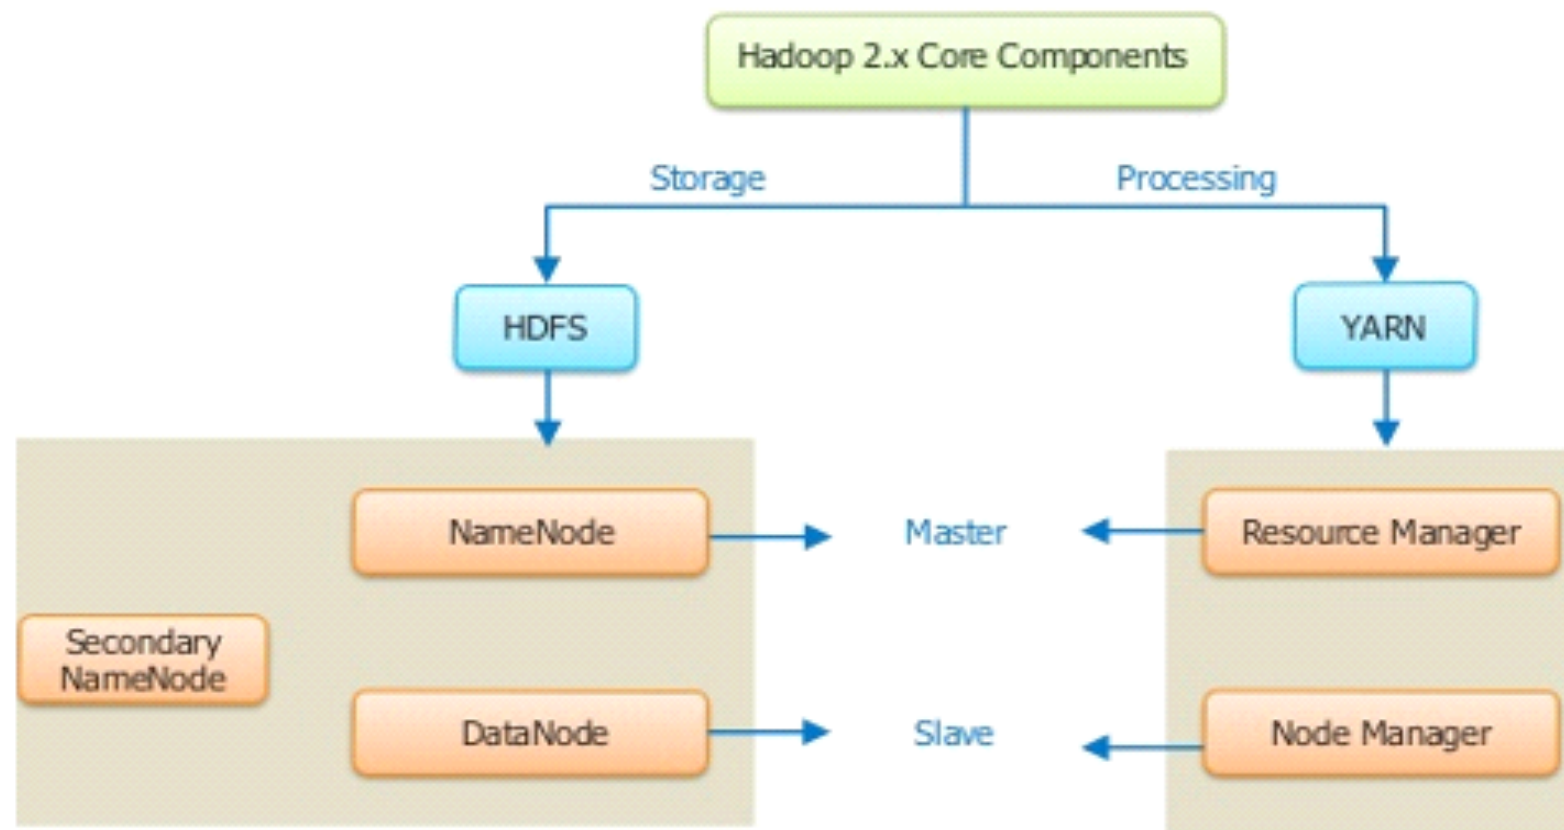 Hadoop 2.x Core Components
Storage
Processing
HDFS
YARN
NameNode
Master
Resource Manager
Secondary
NameNode
DataNode
Slave
Node Manager